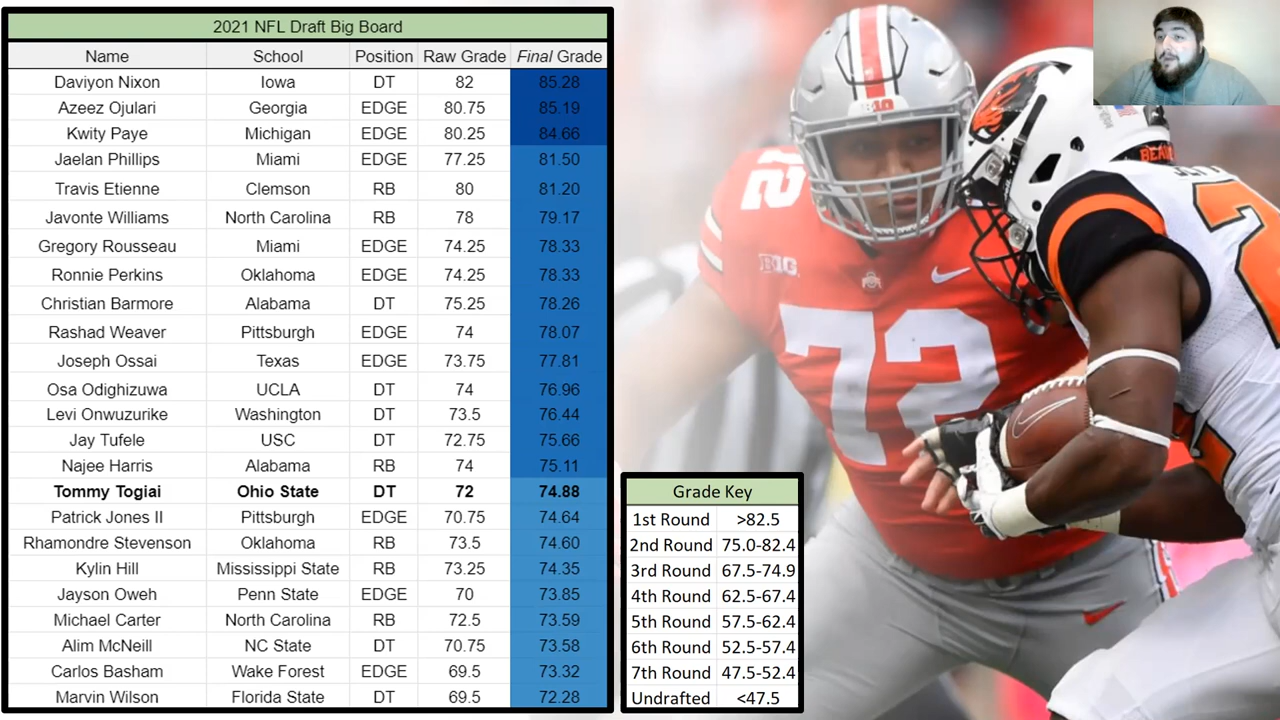 2021 NFL Draft Big Board
Name School Position Raw Grade Final Grade
Daviyon Nixon Iowa DT 82 85.28
Azeez Ojulari Georgia EDGE 80.75 85.19
Kwity Paye Michigan EDGE 80.25 84.66
Jaelan Phillips Miami EDGE 77.25 81.50
Travis Etienne Clemson RB 80 81.20
Javonte Williams North Carolina RB 78 79.17
Gregory Rousseau Miami EDGE 74.25 78.33
Ronnie Perkins Oklahoma EDGE 74.25 78.33
Christian Barmore Alabama DT 75.25 78.26
Rashad Weaver Pittsburgh EDGE 74 78.07
Joseph Ossai Texas EDGE 73.75 77.81
Osa Odighizuwa UCLA DT 74 76.96
Levi Onwuzurike Washington DT 73.5 76.44
Jay Tufele USC DT 72.75 75.66
Najee Harris Alabama RB 74 75.11
Tommy Togiai Ohio State DT 72 74.88
Patrick Jones II Pittsburgh EDGE 70.75 74.64
Rhamondre Stevenson Oklahoma RB 73.5 74.60
Kylin Hill Mississippi State RB 73.25 74.35
Jayson Oweh Penn State EDGE 70 73.85
Michael Carter North Carolina RB 72.5 73.59
Alim McNeill NC State DT 70.75 73.58
Carlos Basham Wake Forest EDGE 69.5 73.32
Marvin Wilson Florida State DT 69.5 72.28
Grade Key
1st Round >82.5
2nd Round 75.0-82.4
3rd Round 67.5-74.9
4th Round 62.5-67.4
5th Round 57.5-62.4
6th Round 52.5-57.4
7th Round 47.5-52.4
Undrafted <47.5
72
BIG
72